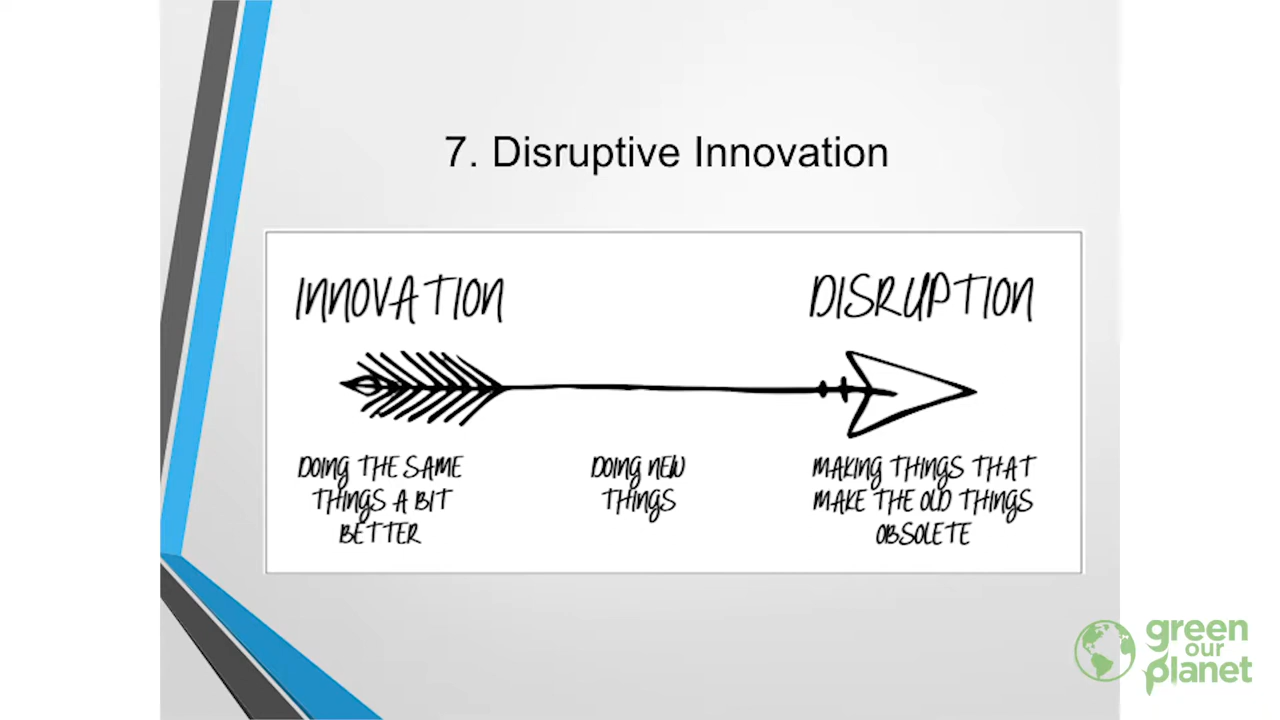 7. Disruptive Innovation
INNOVATION
DISRUPTION
DOING THE SAME
THINGS A BIT
BETTER
DOING NEW
THINGS
MAKING THINGS THAT
MAKE THE OLD THINGS
OBSOLETE
green
our
planet